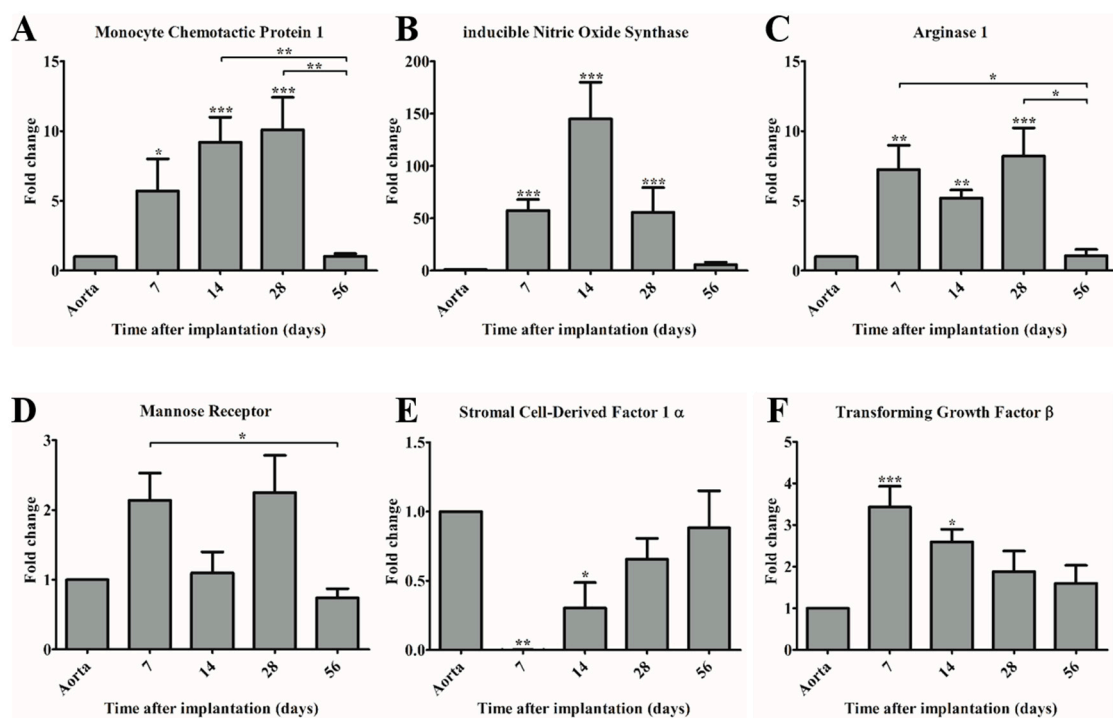 A
Monocyte Chemotactic Protein 1
15
10
5
0
Fold change
**
**
*
***
***
Aorta
7
14
28
56
Time after implantation (days)
B
inducible Nitric Oxide Synthase
200
150
100
50
0
Fold change
***
***
***
Aorta
7
14
28
56
Time after implantation (days)
C
Arginase 1
15
10
5
0
Fold change
*
*
**
**
***
Aorta
7
14
28
56
Time after implantation (days)
D
Mannose Receptor
3
2
1
0
Fold change
*
Aorta
7
14
28
56
Time after implantation (days)
E
Stromal Cell-Derived Factor 1 α
1.5
1.0
0.5
0.0
Fold change
**
*
Aorta
7
14
28
56
Time after implantation (days)
F
Transforming Growth Factor β
5
4
3
2
1
0
Fold change
***
*
Aorta
7
14
28
56
Time after implantation (days)